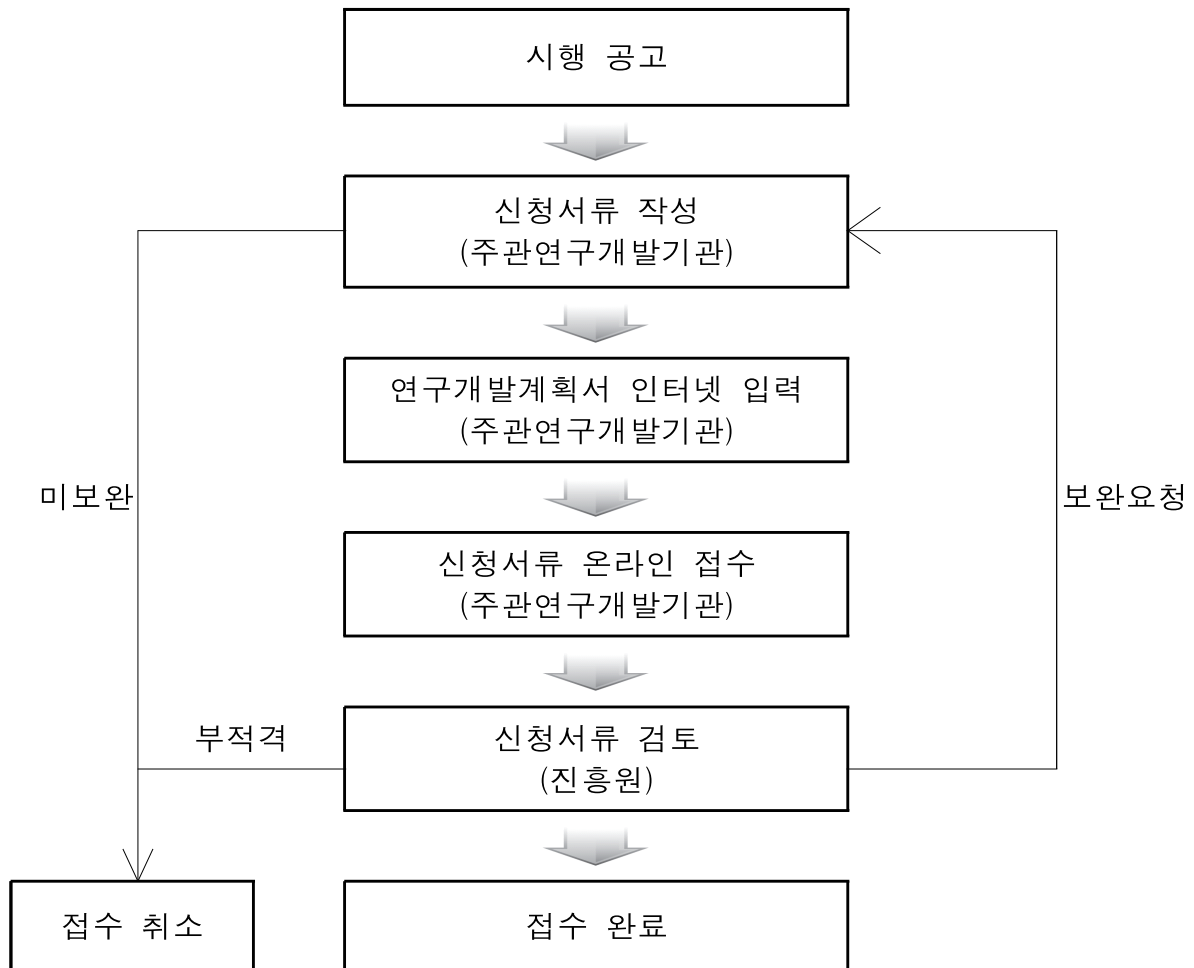 시행 공고
신청서류 작성
(주관연구개발기관)
연구개발계획서 인터넷 입력
(주관연구개발기관)
미보완
보완요청
신청서류 온라인 접수
(주관연구개발기관)
부적격
신청서류 검토
(진흥원)
접수 취소
접수 완료